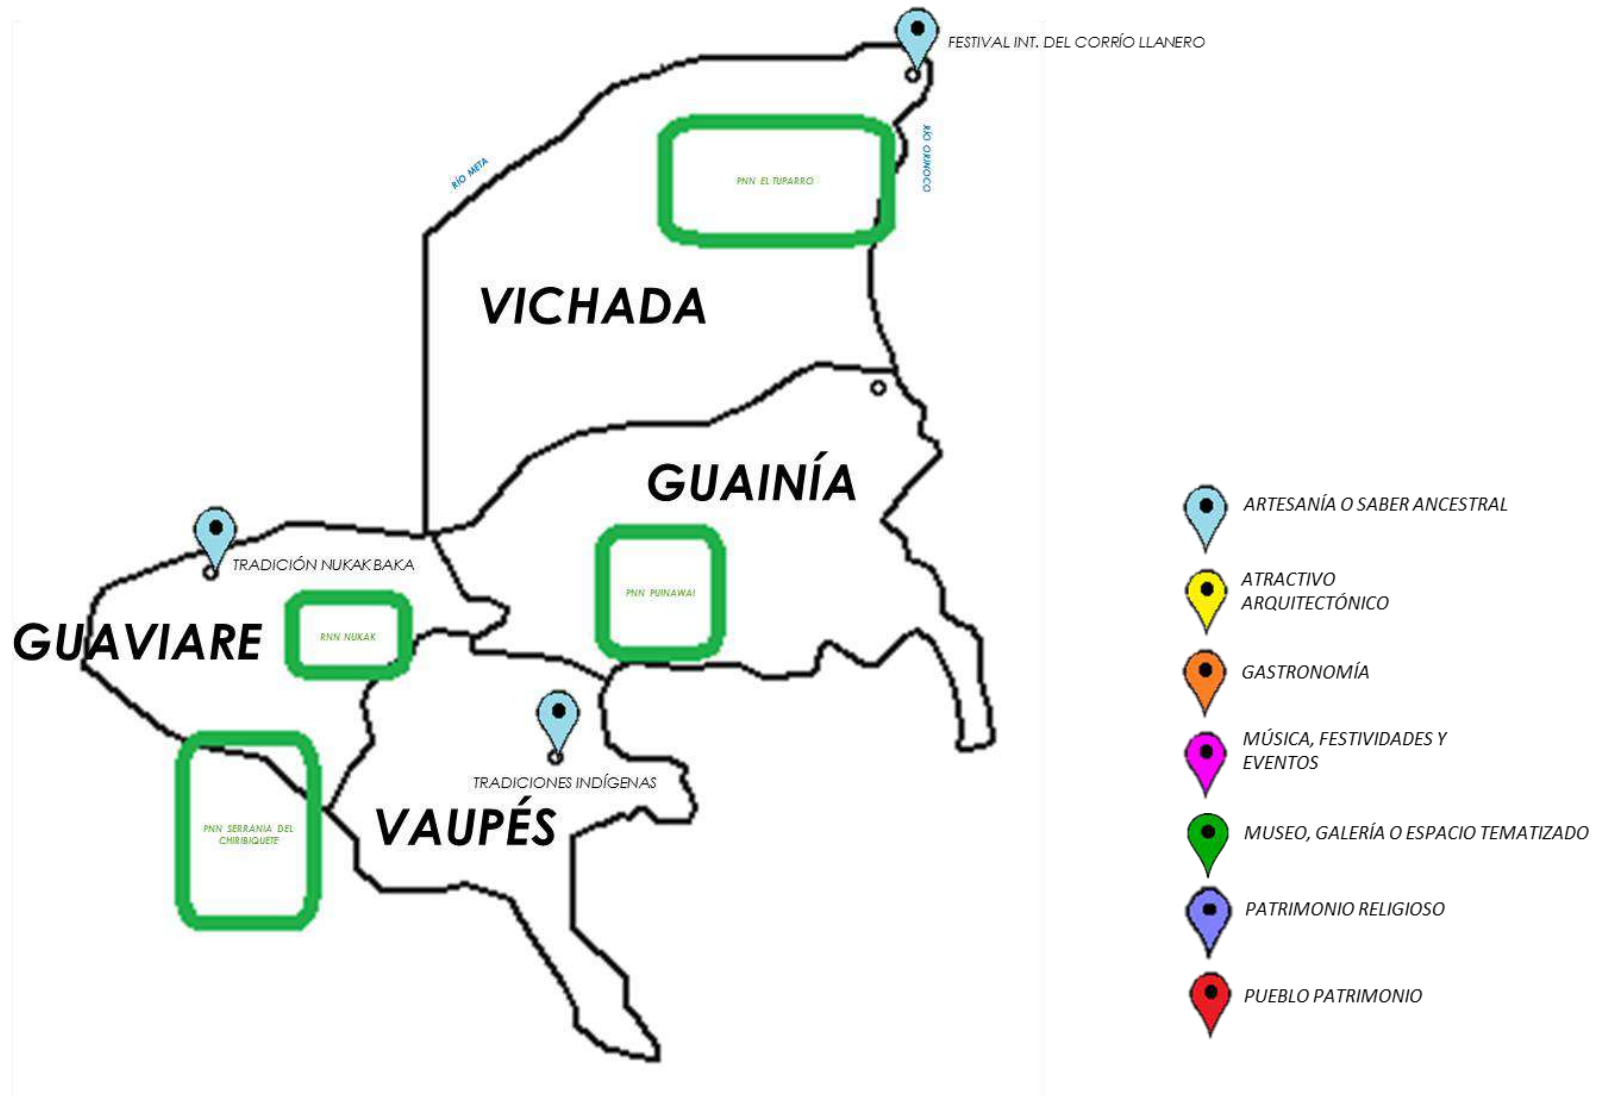 FESTIVAL INT. DEL CORRÍO LLANERO
RÍO META
RÍO ORINOCO
PNN EL TUPARRO
VICHADA
GUAINÍA
TRADICIÓN NUKAK BAKA
PNN PUINAWAI
GUAVIARE
RNN NUKAK
TRADICIONES INDÍGENAS
VAUPÉS
PNN SERRANIA DEL
CHIRIBIQUETE
ARTESANÍA O SABER ANCESTRAL
ATRACTIVO
ARQUITECTÓNICO
GASTRONOMÍA
MÚSICA, FESTIVIDADES Y
EVENTOS
MUSEO, GALERÍA O ESPACIO TEMATIZADO
PATRIMONIO RELIGIOSO
PUEBLO PATRIMONIO